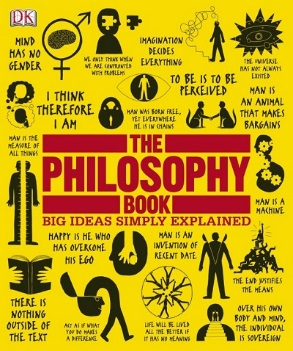 DK
MIND
HAS NO
GENDER
WE ONLY THINK WHEN
WE ARE CONFRONTED
WITH PROBLEMS
IMAGINATION
DECIDES
EVERYTHING
THE UNIVERSE
HAS NOT ALWAYS
EXISTED
I THINK
THEREFORE
I AM
TO BE IS TO BE
PERCEIVED
MAN WAS BORN FREE,
YET EVERYWHERE
HE IS IN CHAINS
MAN IS
AN ANIMAL
THAT MAKES
BARGAINS
MAN IS THE
MEASURE OF
ALL THINGS
THE
PHILOSOPHY
BOOK
BIG IDEAS SIMPLY EXPLAINED
MAN IS A
MACHINE
HAPPY IS HE WHO
HAS OVERCOME
HIS EGO
MAN IS AN
INVENTION OF
RECENT DATE
THE END JUSTIFIES
THE MEANS
THERE IS
NOTHING
OUTSIDE OF
THE TEXT
ACT AS IF WHAT
YOU DO MAKES
A DIFFERENCE
LIFE WILL BE LIVED
ALL THE BETTER IF
IT HAS NO MEANING
OVER HIS OWN
BODY AND MIND,
THE INDIVIDUAL
IS SOVEREIGN